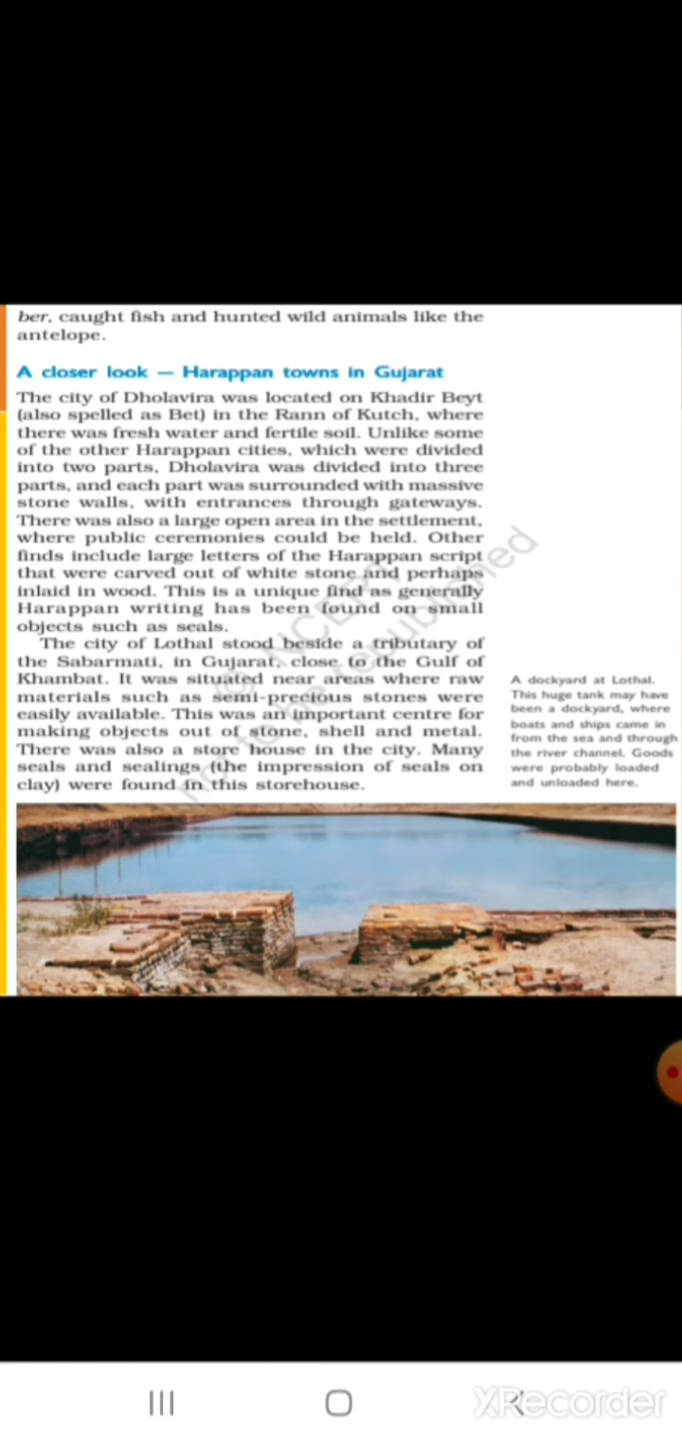 ber, caught fish and hunted wild animals like the
antelope.
A closer look — Harappan towns in Gujarat
The city of Dholavira was located on Khadir Beyt
(also spelled as Bet) in the Rann of Kutch, where
there was fresh water and fertile soil. Unlike some
of the other Harappan cities, which were divided
into two parts, Dholavira was divided into three
parts, and each part was surrounded with massive
stone walls, with entrances through gateways.
There was also a large open area in the settlement,
where public ceremonies could be held. Other
finds include large letters of the Harappan script
that were carved out of white stone and perhaps
inlaid in wood. This is a unique find as generally
Harappan writing has been found on small
objects such as seals.
The city of Lothal stood beside a tributary of
the Sabarmati, in Gujarat, close to the Gulf of
Khambat. It was situated near areas where raw
materials such as semi-precious stones were
easily available. This was an important centre for
making objects out of stone, shell and metal.
There was also a store house in the city. Many
seals and sealings (the impression of seals on
clay) were found in this storehouse.
A dockyard at Lothal.
This huge tank may have
been a dockyard, where
boats and ships came in
from the sea and through
the river channel. Goods
were probably loaded
and unloaded here.
© NCERT
not to be republished
XRecorder